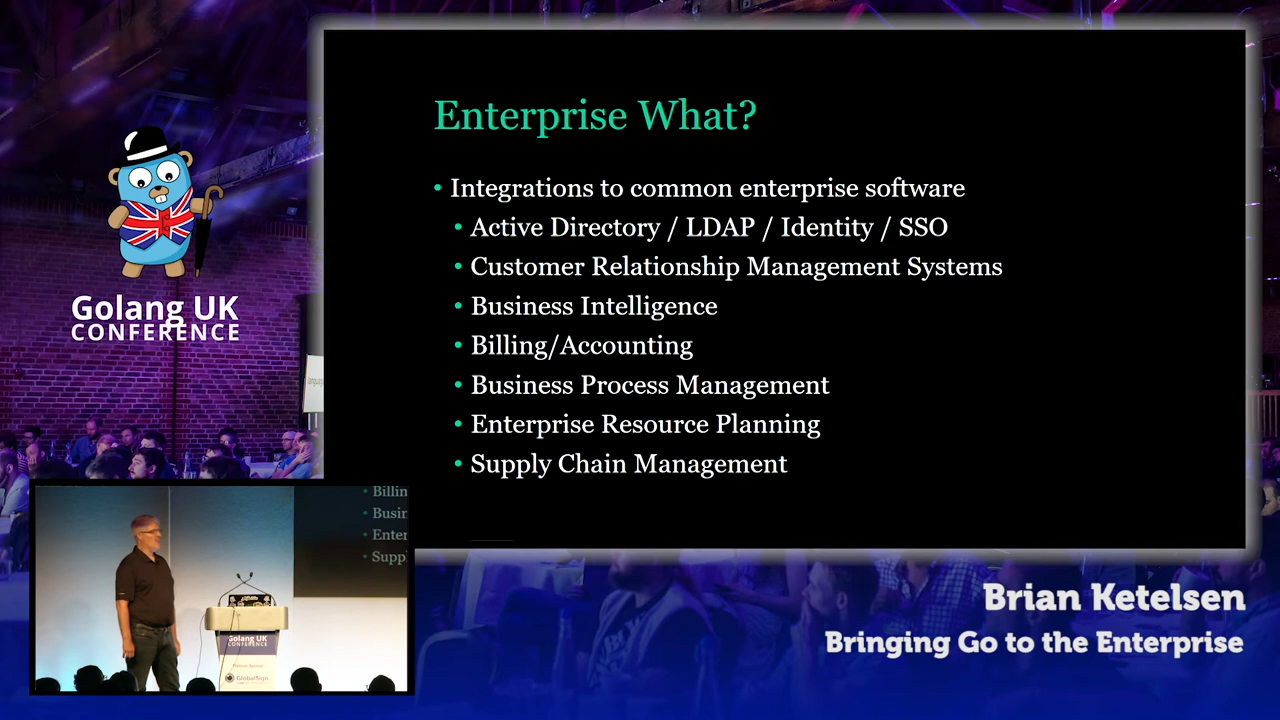 Enterprise What?
• Integrations to common enterprise software
• Active Directory / LDAP / Identity / SSO
• Customer Relationship Management Systems
• Business Intelligence
• Billing/Accounting
• Business Process Management
• Enterprise Resource Planning
• Supply Chain Management
Golang UK
CONFERENCE
• Billin
• Busin
• Enter
• Supp
Golang UK
CONFERENCE
GlobalSign
Brian Ketelsen
Bringing Go to the Enterprise